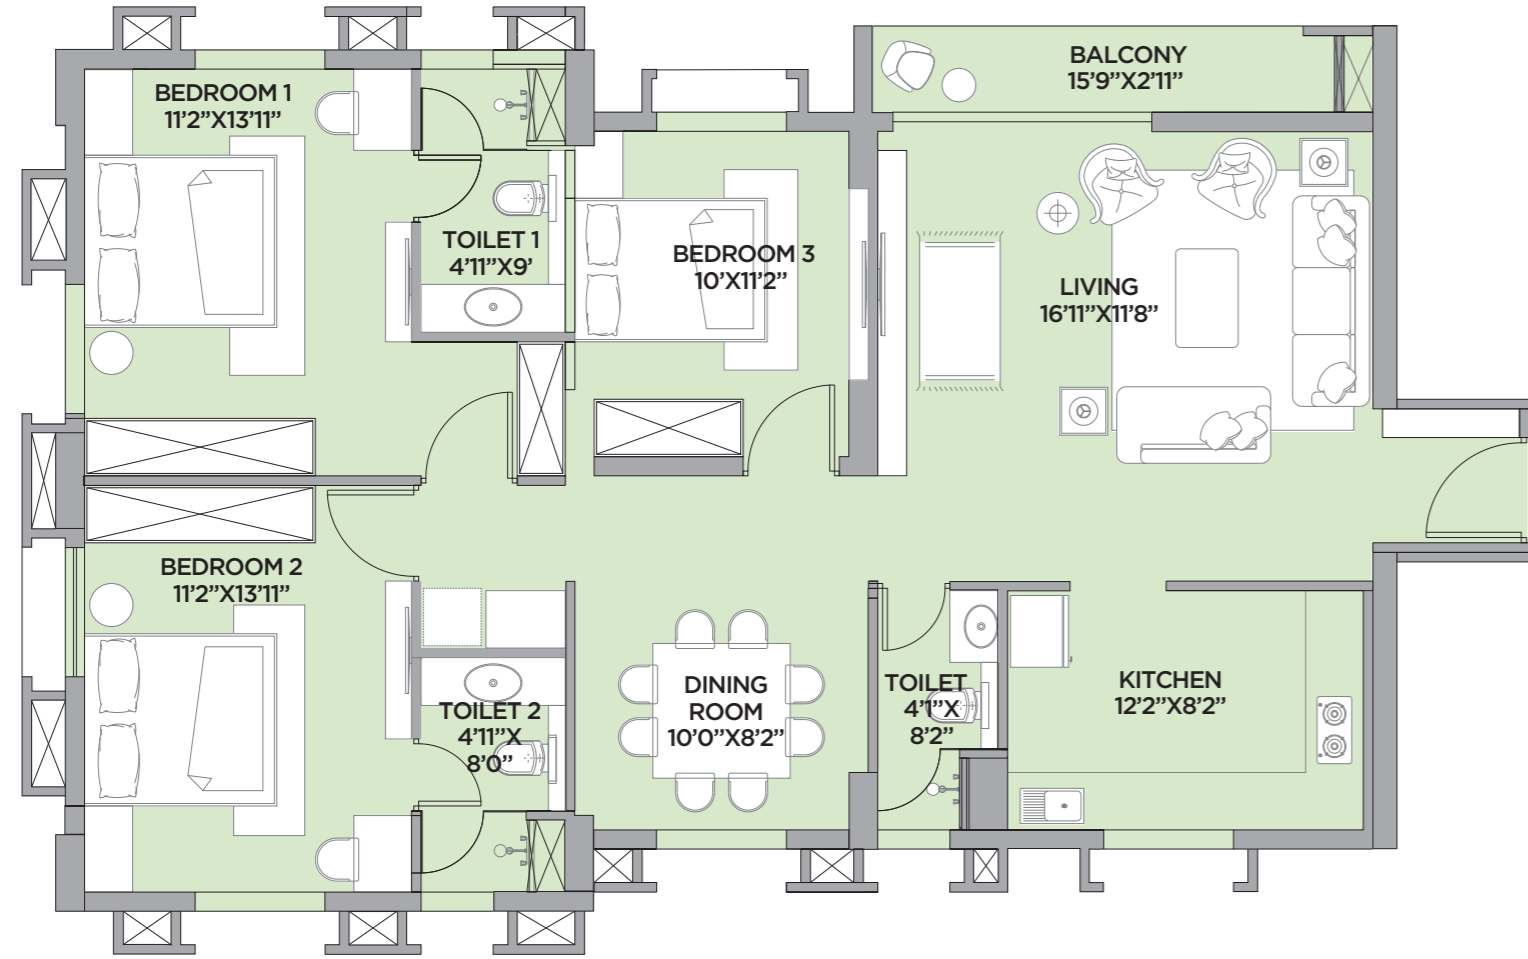 BALCONY
15'9”X2'11”
BEDROOM 1
11'2”X13'11”
TOILET 1
4'11”X9'
BEDROOM 3
10'X11'2”
LIVING
16'11”X11'8”
BEDROOM 2
11'2”X13'11”
TOILET 2
4'11”X
8'0”
DINING
ROOM
10'0”X8'2”
TOILET
4'1”X
8'2”
KITCHEN
12'2”X8'2”